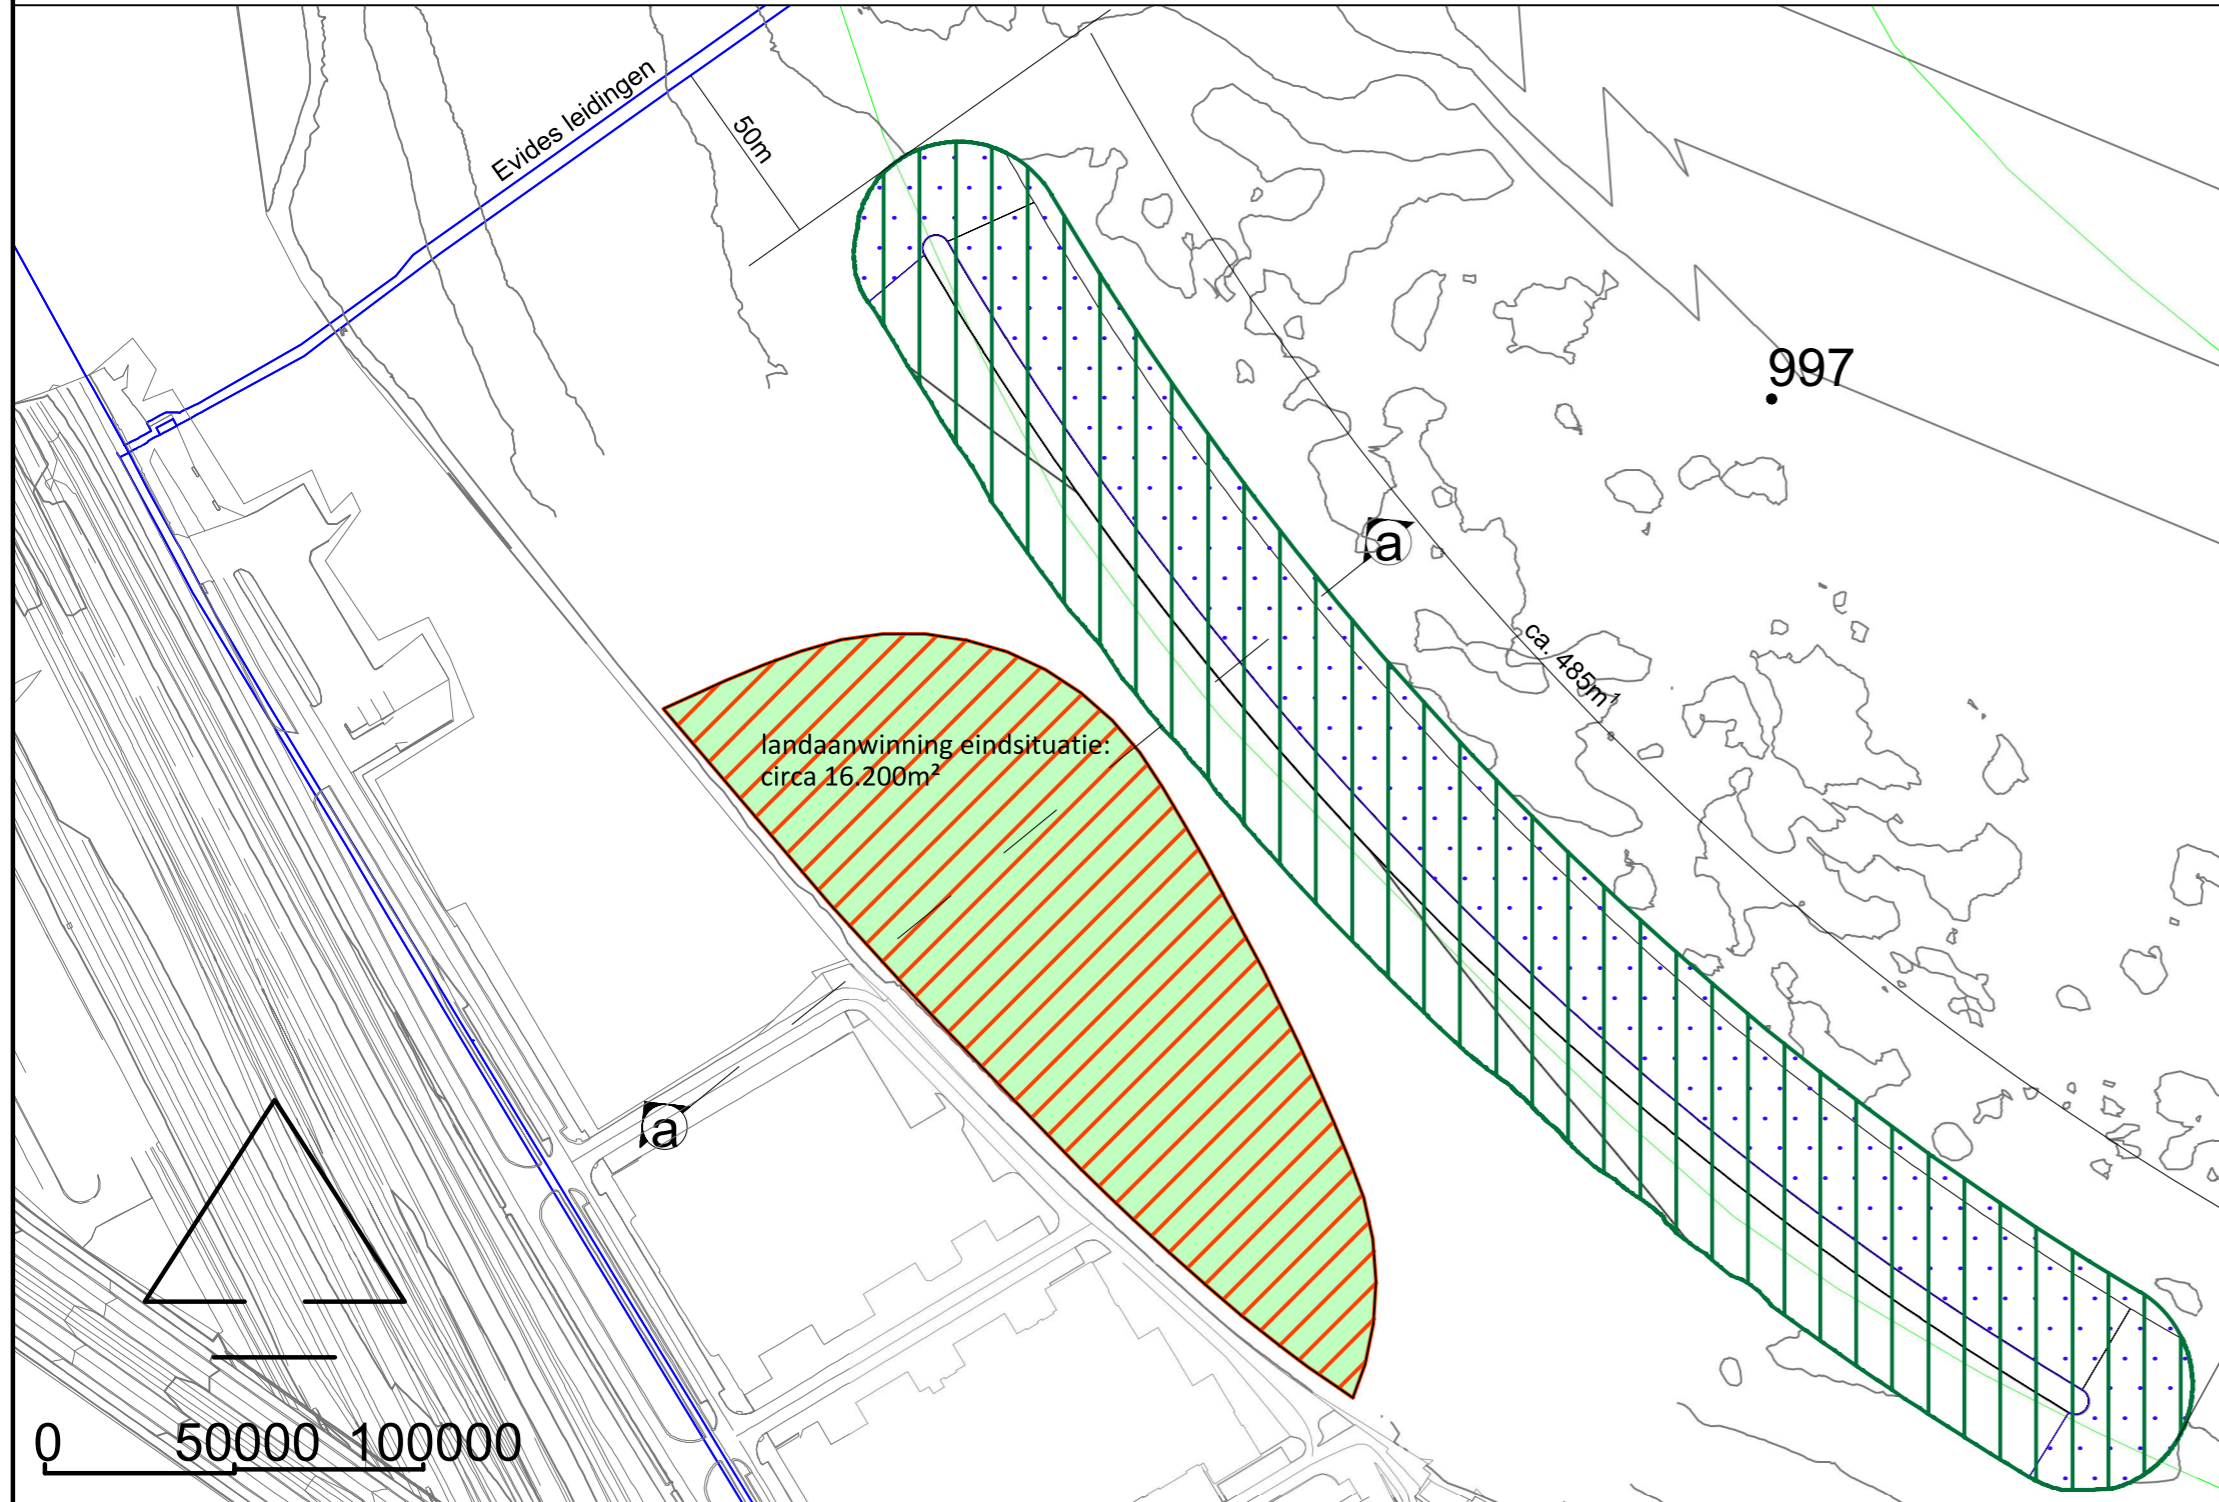 Evides leidingen
50m
997
a
ca. 485m¹
landaanwinning eindsituatie:
circa 16.200m²
a
0 50000 100000